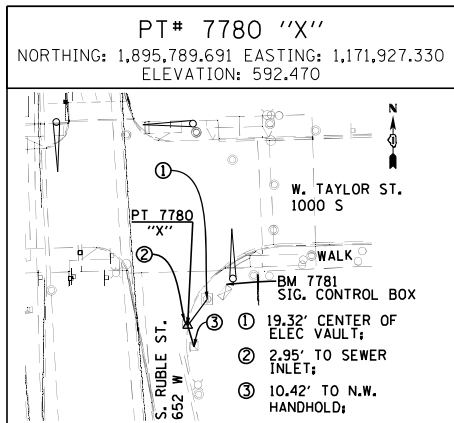 PT# 7780 "X"
NORTHING: 1,895,789.691 EASTING: 1,171,927.330
ELEVATION: 592.470
N
①
W. TAYLOR ST.
1000 S
PT 7780
"X"
②
WALK
BM 7781
SIG. CONTROL BOX
③
S. RUBLE ST.
652 W
① 19.32' CENTER OF
ELEC VAULT;
② 2.95' TO SEWER
INLET;
③ 10.42' TO N.W.
HANDHOLD;